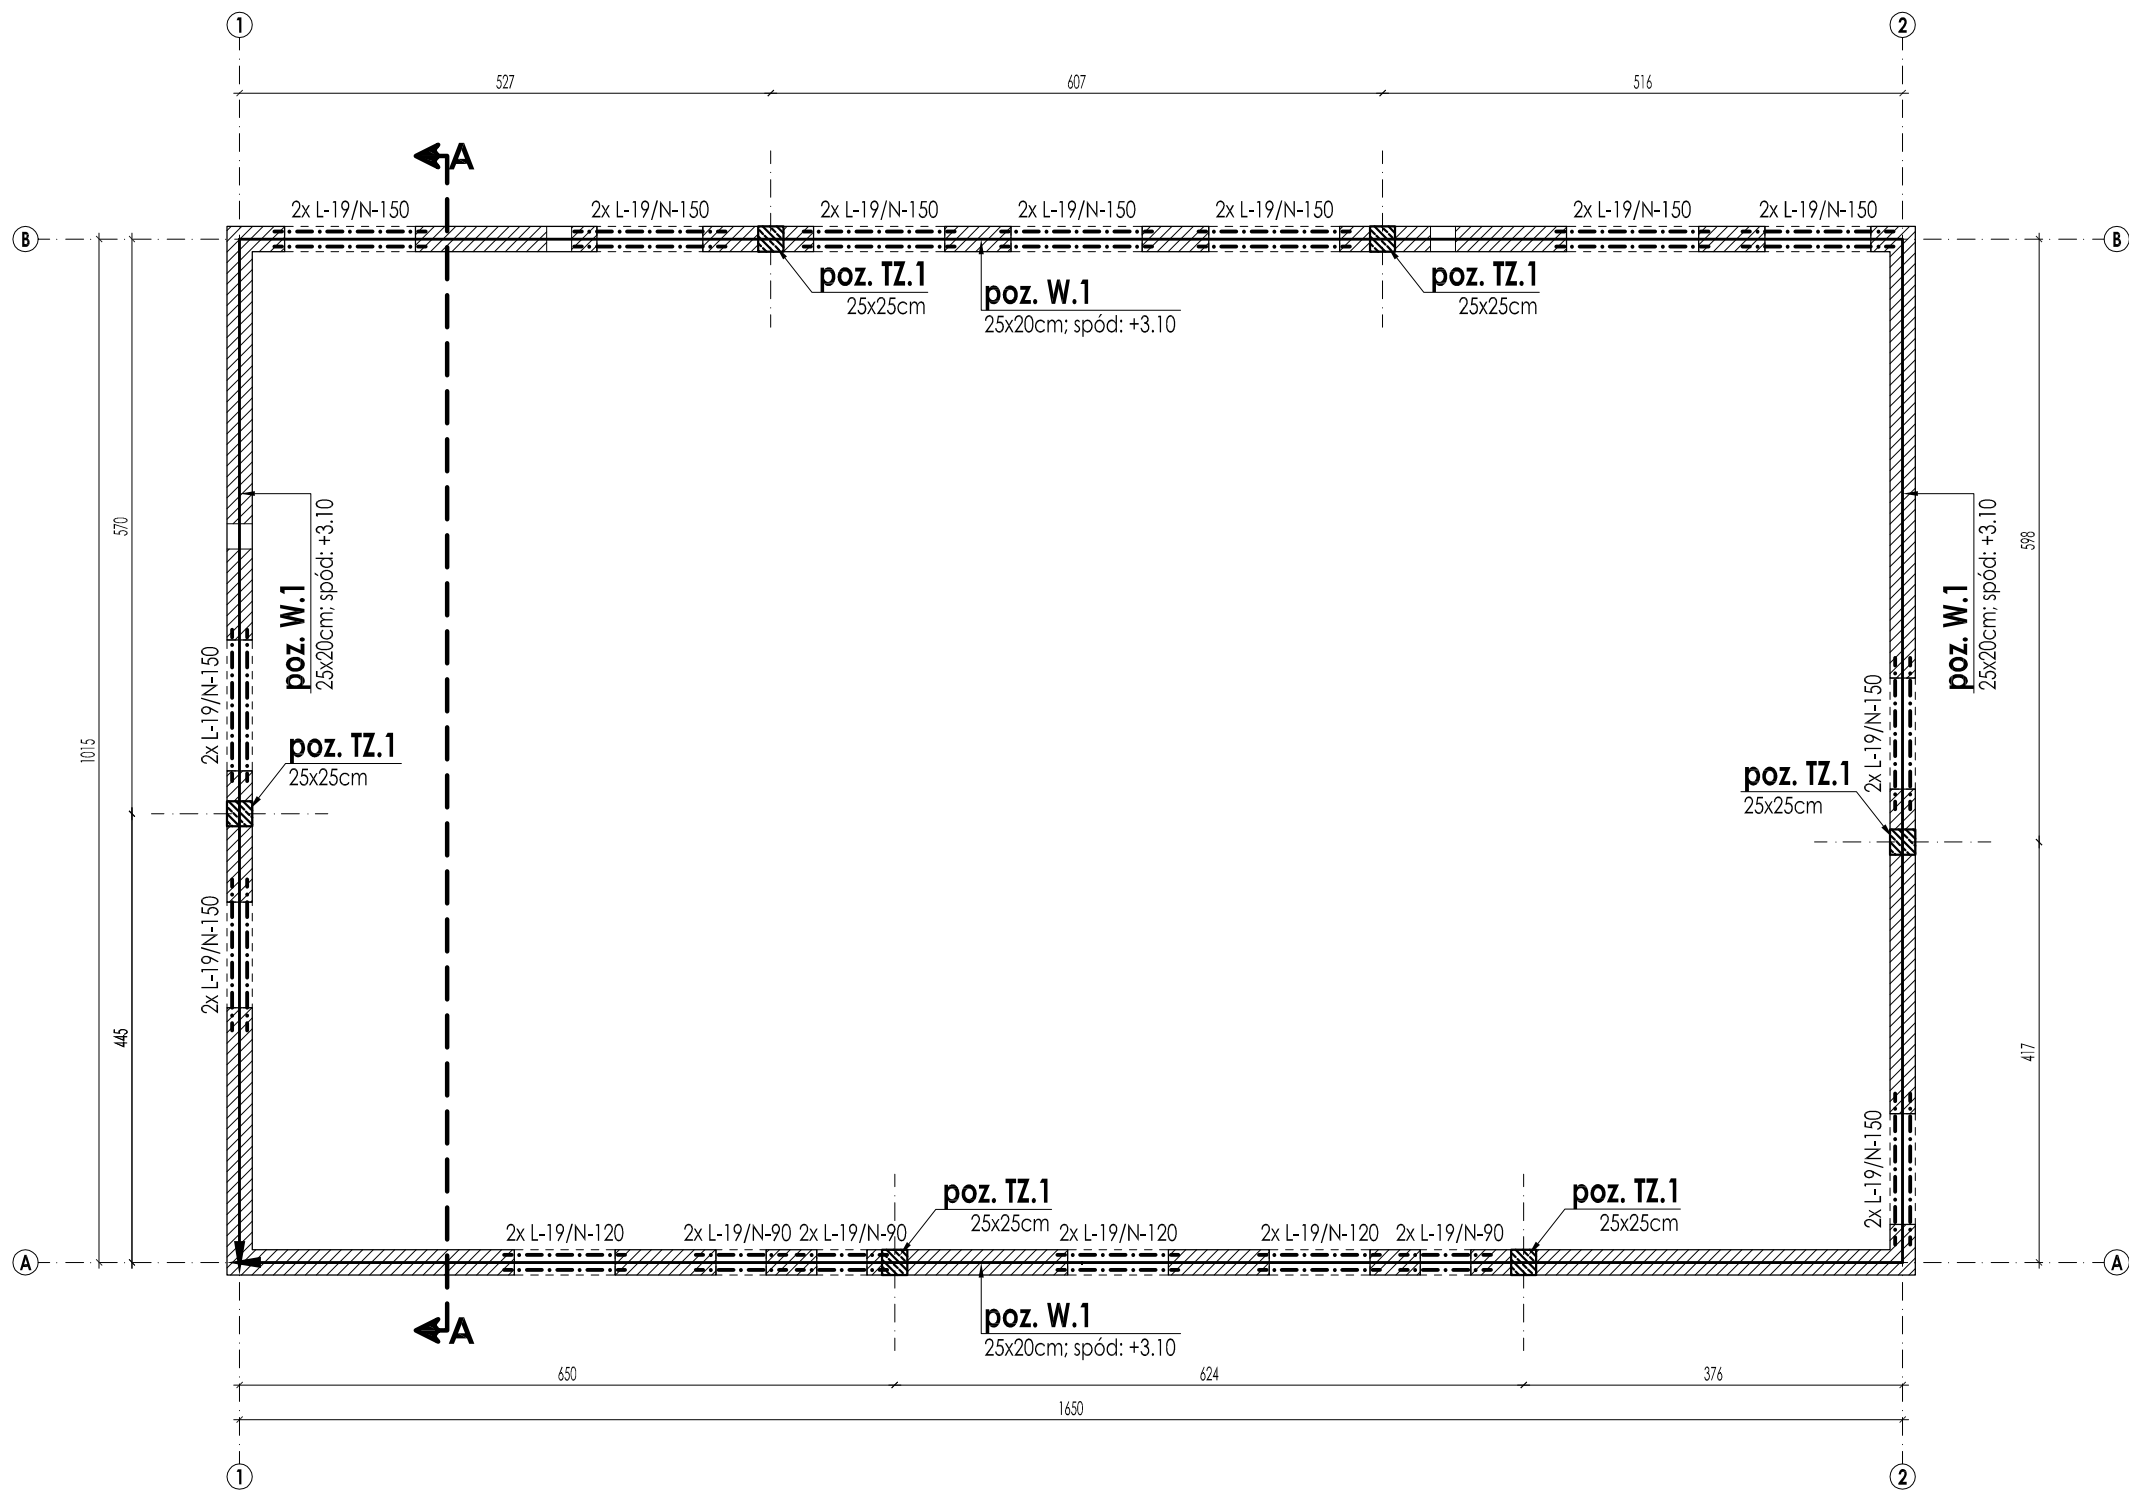 1
2
527
607
516
A
2x L-19/N-150
2x L-19/N-150
2x L-19/N-150
2x L-19/N-150
2x L-19/N-150
2x L-19/N-150
2x L-19/N-150
B
B
poz. TZ.1
25x25cm
poz. W.1
25x20cm; spód: +3.10
poz. TZ.1
25x25cm
570
1015
445
poz. W.1
25x20cm; spód: +3.10
2x L-19/N-150
poz. TZ.1
25x25cm
2x L-19/N-150
poz. W.1
25x20cm; spód: +3.10
598
2x L-19/N-150
poz. TZ.1
25x25cm
417
2x L-19/N-150
poz. TZ.1
25x25cm
poz. TZ.1
25x25cm
2x L-19/N-120
2x L-19/N-90
2x L-19/N-90
2x L-19/N-120
2x L-19/N-120
2x L-19/N-90
A
A
A
poz. W.1
25x20cm; spód: +3.10
650
624
376
1650
1
2